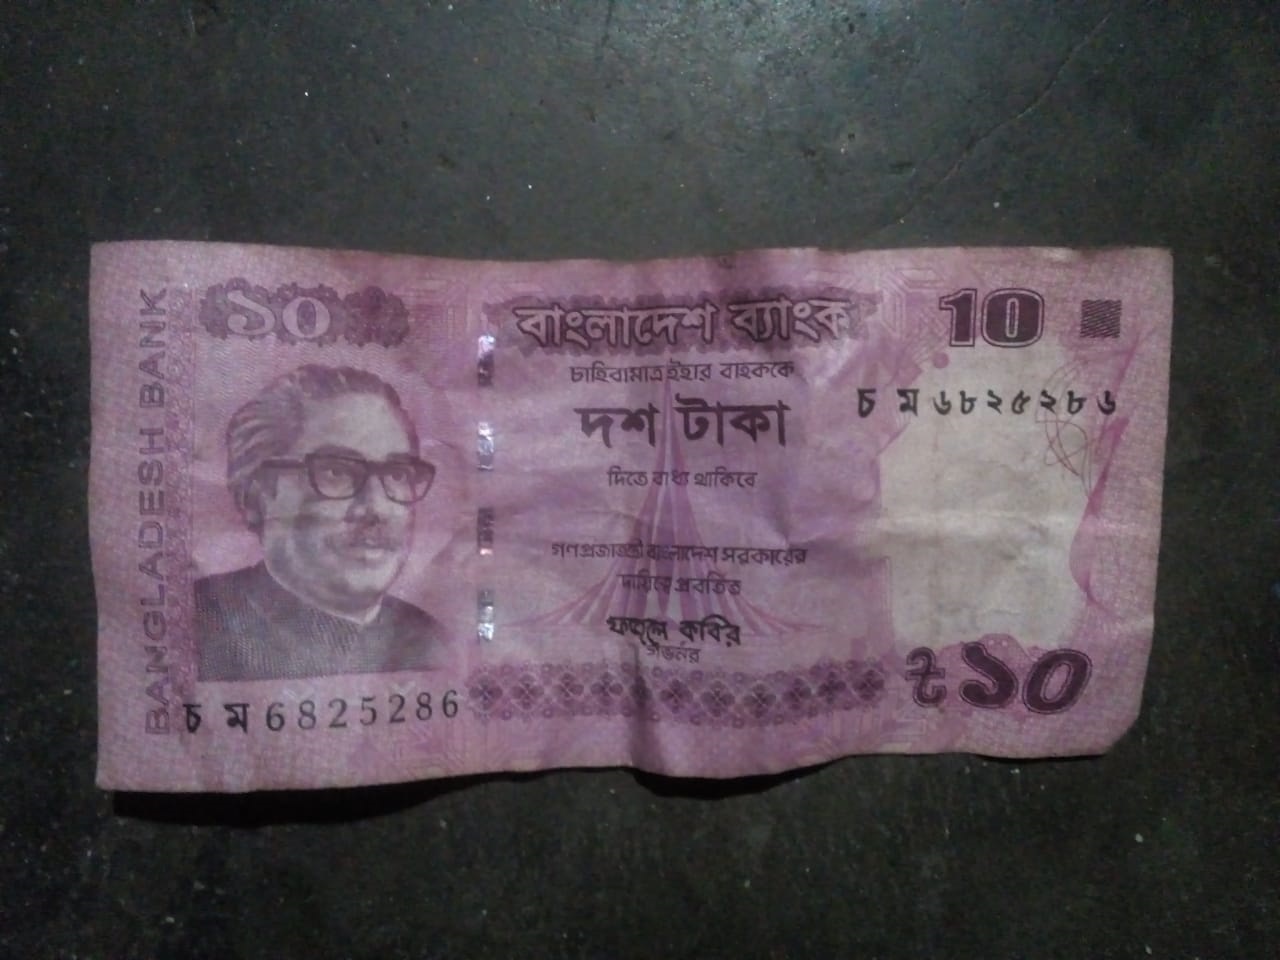 ১০
বাংলাদেশ ব্যাংক
10
BANGLADESH BANK
চাহিবামাত্র ইহার বাহককে
দশ টাকা
চ ম ৬৮২৫২৮৬
দিতে বাধ্য থাকিবে
গণপ্রজাতন্ত্রী বাংলাদেশ সরকারের
দায়িত্বে প্রবর্তিত
ফজলে কবির
গভর্নর
চ ম 6825286
৳১০